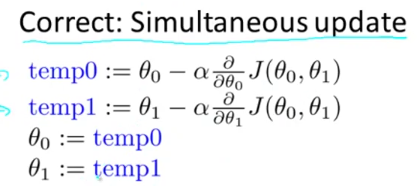 Correct: Simultaneous update
temp0 := θ₀ − α ∂/∂θ₀ J(θ₀, θ₁)
temp1 := θ₁ − α ∂/∂θ₁ J(θ₀, θ₁)
θ₀ := temp0
θ₁ := temp1